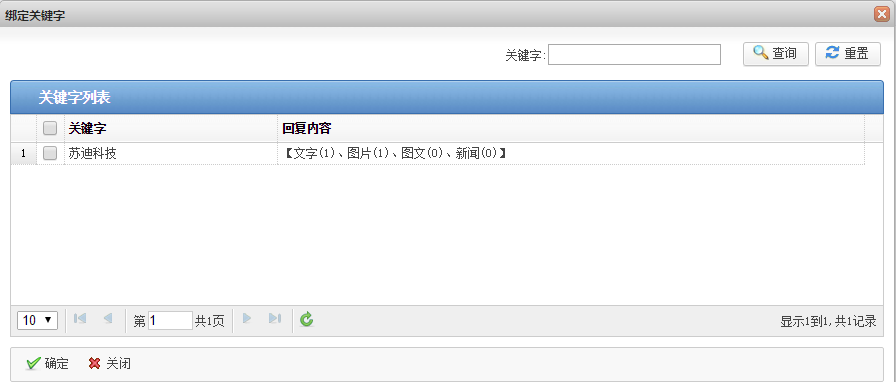 绑定关键字
关键字: 查询 重置
关键字列表
关键字 回复内容
1 苏迪科技 【文字(1)、图片(1)、图文(0)、新闻(0)】
10 第 1 共1页 显示1到1,共1记录
确定 关闭